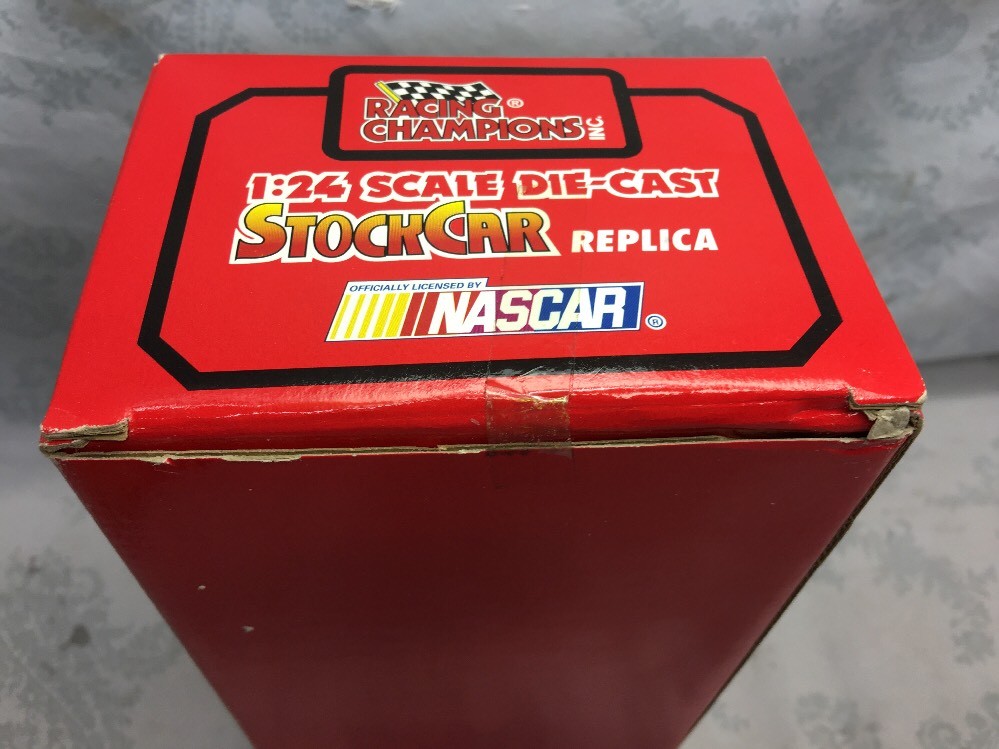 RACING ®
CHAMPIONS INC.
1:24 SCALE DIE-CAST
STOCKCAR REPLICA
OFFICIALLY LICENSED BY
NASCAR ®